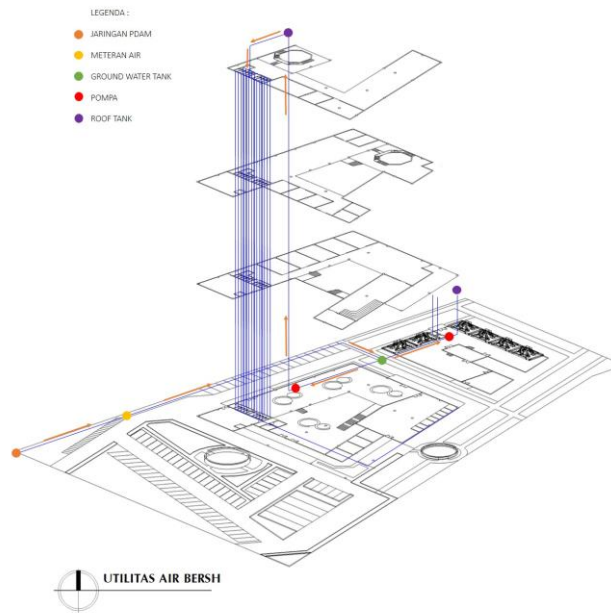 LEGENDA :
JARINGAN PDAM
METERAN AIR
GROUND WATER TANK
POMPA
ROOF TANK
UTILITAS AIR BERSH